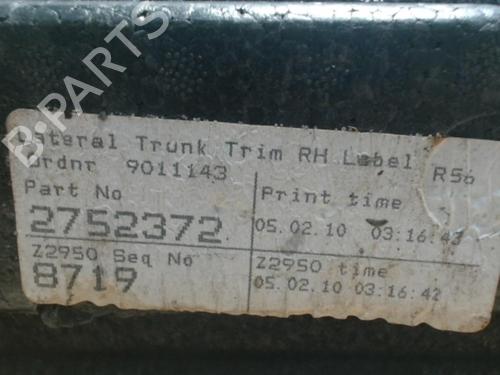 Lateral Trunk Trim RH Label R56
Ordnr 9011143
Part No
2752372
Print time
05.02.10 03:16:43
Z2950 Seq No
8719
Z2950 time
05.02.10 03:16:42
B-PARTS